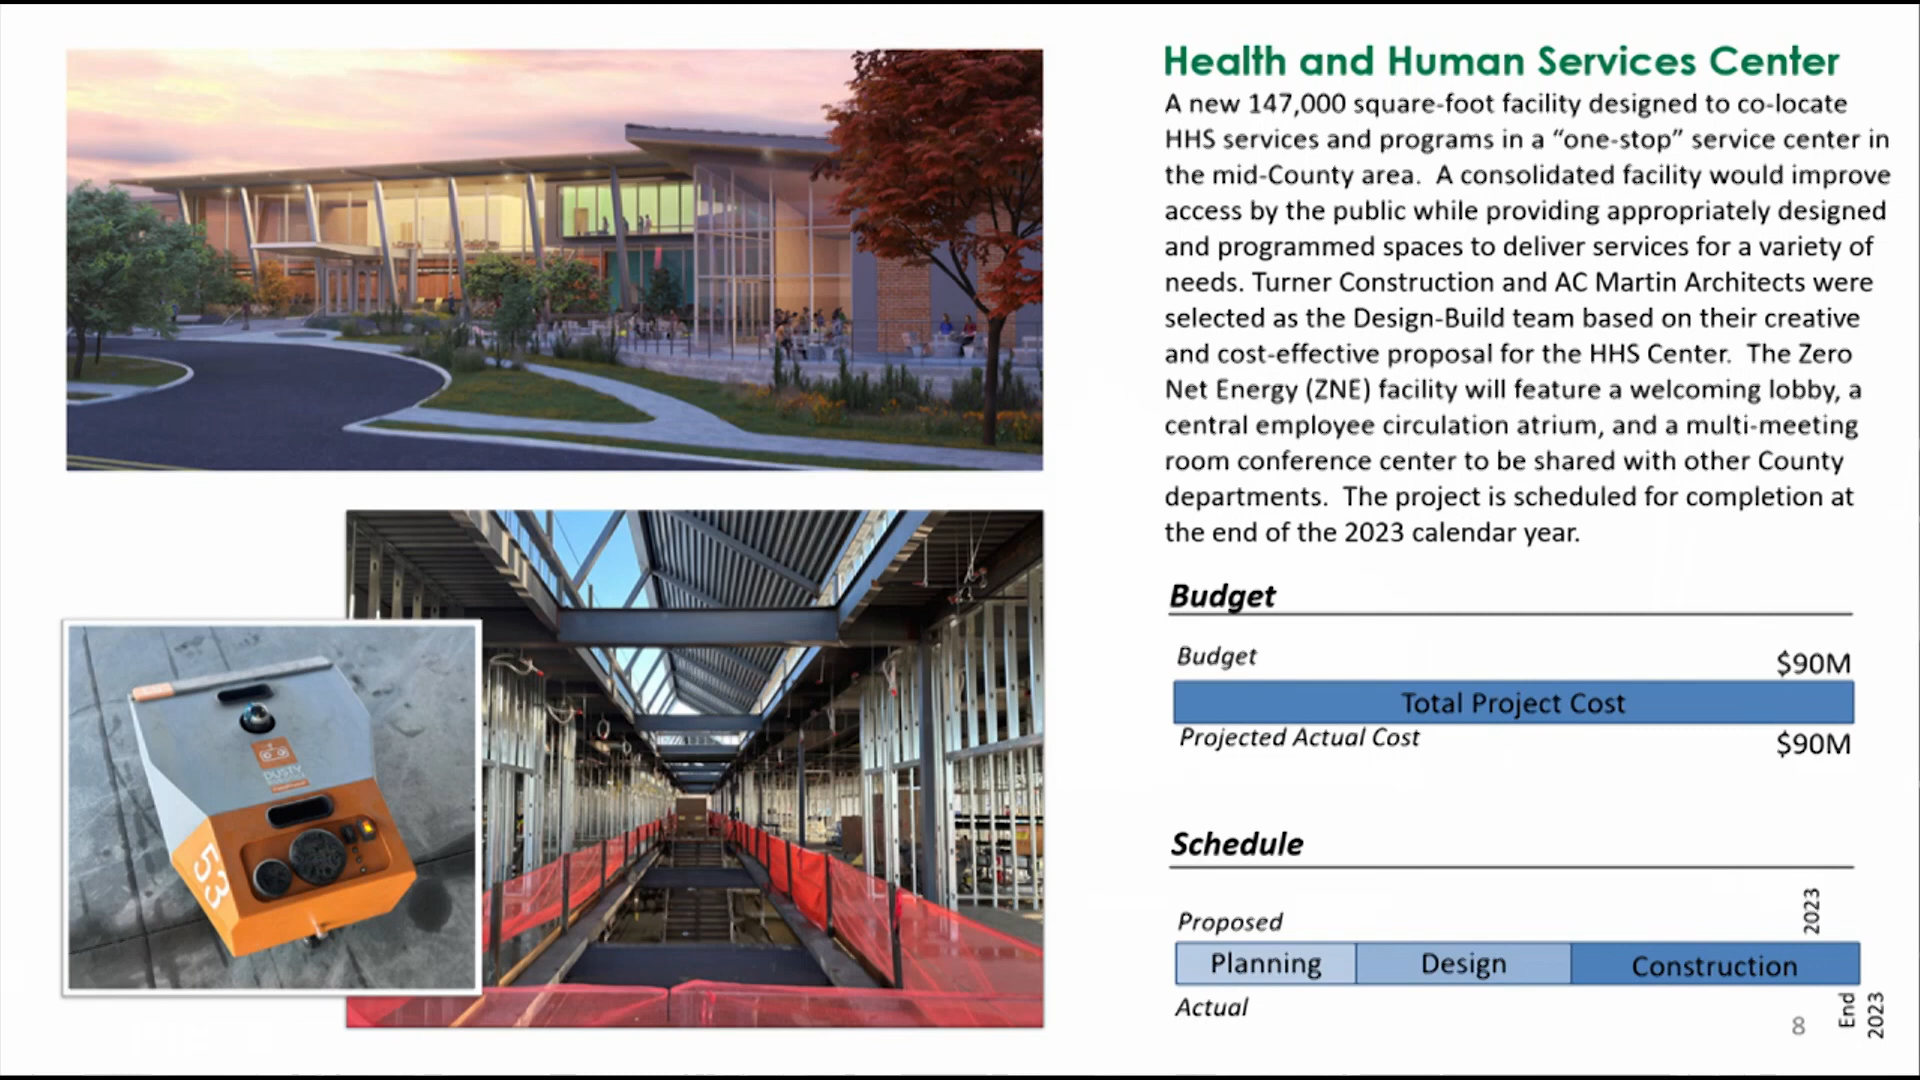 Health and Human Services Center
A new 147,000 square-foot facility designed to co-locate
HHS services and programs in a “one-stop” service center in
the mid-County area.  A consolidated facility would improve
access by the public while providing appropriately designed
and programmed spaces to deliver services for a variety of
needs. Turner Construction and AC Martin Architects were
selected as the Design-Build team based on their creative
and cost-effective proposal for the HHS Center.  The Zero
Net Energy (ZNE) facility will feature a welcoming lobby, a
central employee circulation atrium, and a multi-meeting
room conference center to be shared with other County
departments.  The project is scheduled for completion at
the end of the 2023 calendar year.
Budget
Budget
$90M
Total Project Cost
Projected Actual Cost
$90M
Schedule
2023
Proposed
Planning
Design
Construction
Actual
End
2023
8
DUSTY
53